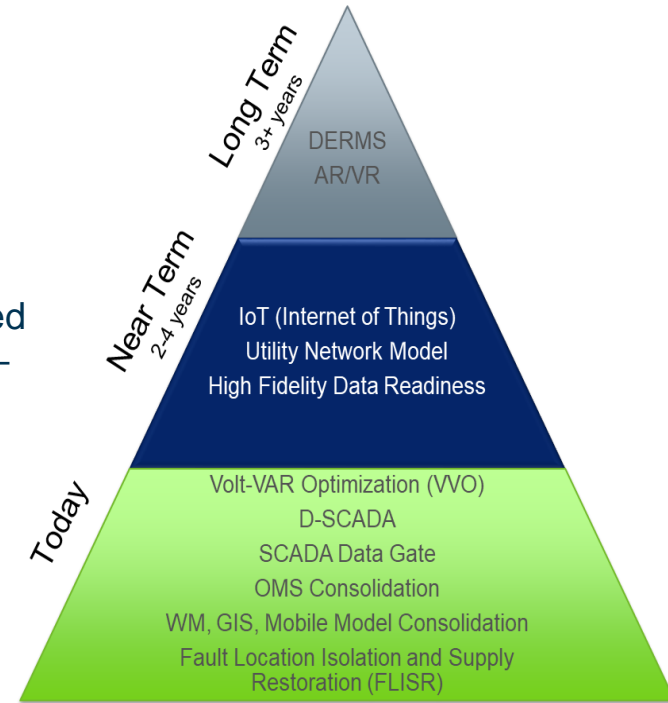 Long Term
3+ years
DERMS
AR/VR
Near Term
2-4 years
IoT (Internet of Things)
Utility Network Model
High Fidelity Data Readiness
Today
Volt-VAR Optimization (VVO)
D-SCADA
SCADA Data Gate
OMS Consolidation
WM, GIS, Mobile Model Consolidation
Fault Location Isolation and Supply
Restoration (FLISR)